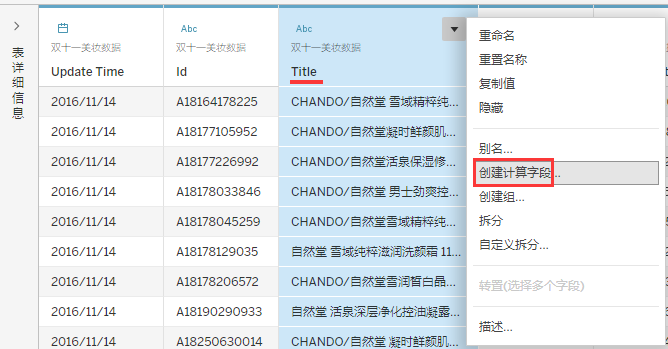 表详细信息
Abc
Abc
双十一美妆数据
双十一美妆数据
双十一美妆数据
Update Time
Id
Title
2016/11/14
A18164178225
CHANDO/自然堂 雪域精粹纯...
2016/11/14
A18177105952
CHANDO/自然堂凝时鲜颜肌...
2016/11/14
A18177226992
CHANDO/自然堂活泉保湿修...
2016/11/14
A18178033846
CHANDO/自然堂 男士劲爽控...
2016/11/14
A18178045259
CHANDO/自然堂雪域精粹纯...
2016/11/14
A18178129035
自然堂 雪域纯粹滋润洗颜霜 11...
2016/11/14
A18178206572
CHANDO/自然堂雪润皙白晶...
2016/11/14
A18190290933
自然堂 活泉深层净化控油凝露...
2016/11/14
A18250630014
CHANDO/自然堂 凝时鲜颜肌...
重命名
重置名称
复制值
隐藏
别名...
创建计算字段...
创建组...
拆分
自定义拆分...
转置(选择多个字段)
描述...